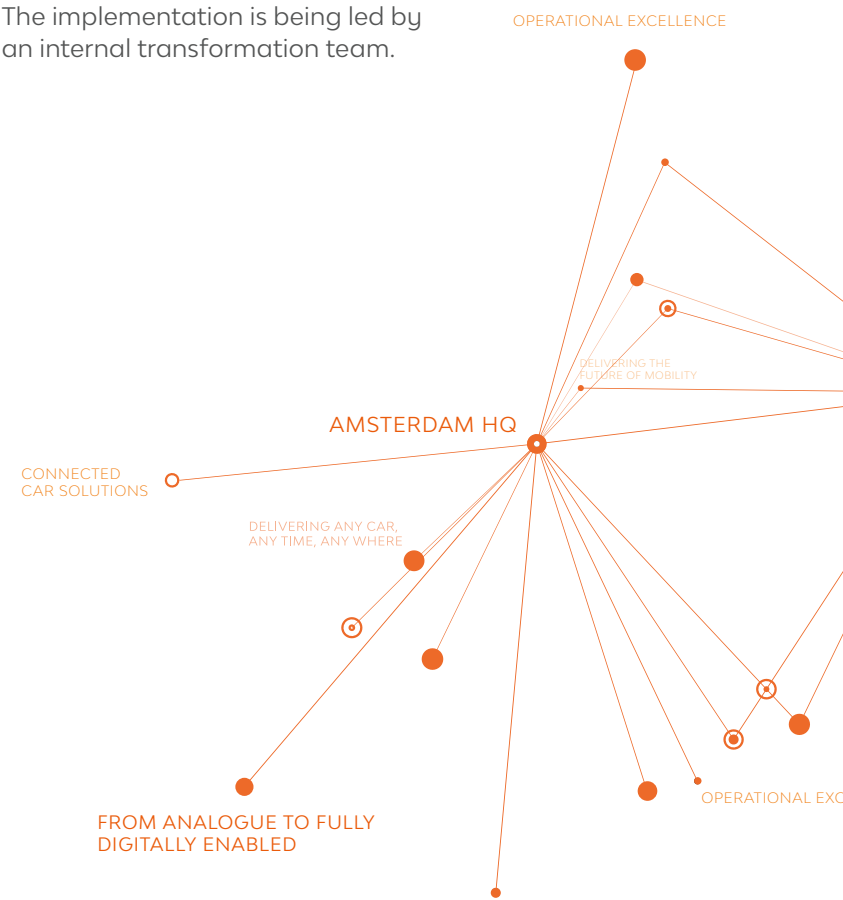 The implementation is being led by
an internal transformation team.
OPERATIONAL EXCELLENCE
DELIVERING THE
FUTURE OF MOBILITY
AMSTERDAM HQ
CONNECTED
CAR SOLUTIONS
DELIVERING ANY CAR,
ANY TIME, ANY WHERE
OPERATIONAL EXC
FROM ANALOGUE TO FULLY
DIGITALLY ENABLED